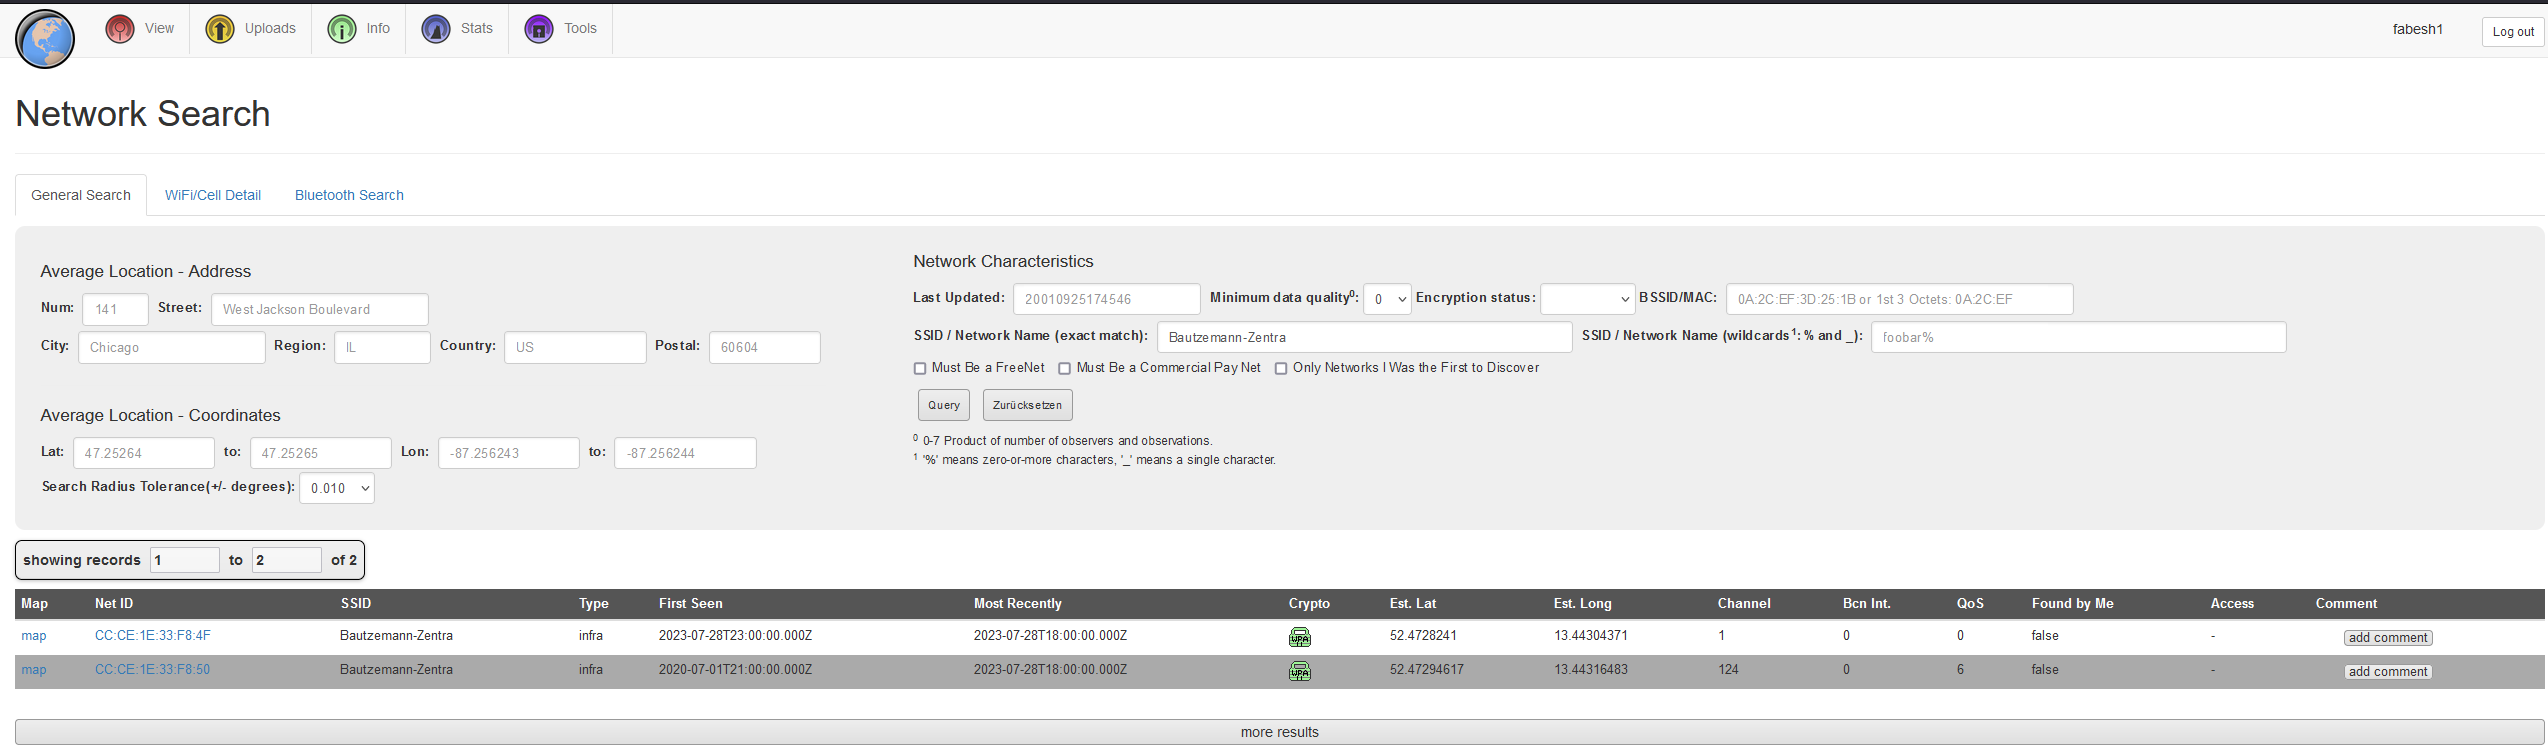 View Uploads Info Stats Tools fabesh1 Log out
Network Search
General Search WiFi/Cell Detail Bluetooth Search
Average Location - Address
Num: 141 Street: West Jackson Boulevard
City: Chicago Region: IL Country: US Postal: 60604
Average Location - Coordinates
Lat: 47.25264 to: 47.25265 Lon: -87.256243 to: -87.256244
Search Radius Tolerance(+/- degrees): 0.010
Network Characteristics
Last Updated: 20010925174546 Minimum data quality⁰: 0 Encryption status: BSSID/MAC: 0A:2C:EF:3D:25:1B or 1st 3 Octets: 0A:2C:EF
SSID / Network Name (exact match): Bautzemann-Zentra SSID / Network Name (wildcards¹: % and _): foobar%
Must Be a FreeNet Must Be a Commercial Pay Net Only Networks I Was the First to Discover
Query Zurücksetzen
⁰ 0-7 Product of number of observers and observations.
¹ '%' means zero-or-more characters, '_' means a single character.
showing records 1 to 2 of 2
Map Net ID SSID Type First Seen Most Recently Crypto Est. Lat Est. Long Channel Bcn Int. QoS Found by Me Access Comment
map CC:CE:1E:33:F8:4F Bautzemann-Zentra infra 2023-07-28T23:00:00.000Z 2023-07-28T18:00:00.000Z WPA 52.4728241 13.44304371 1 0 0 false - add comment
map CC:CE:1E:33:F8:50 Bautzemann-Zentra infra 2020-07-01T21:00:00.000Z 2023-07-28T18:00:00.000Z WPA 52.47294617 13.44316483 124 0 6 false - add comment
more results